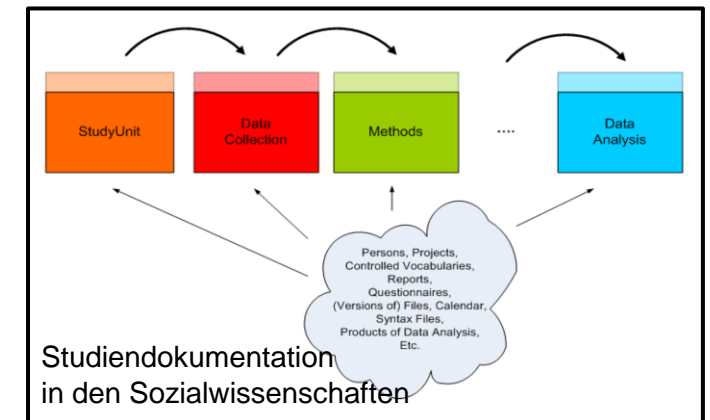 StudyUnit
Data
Collection
Methods
....
Data
Analysis
Persons, Projects,
Controlled Vocabularies,
Reports,
Questionnaires,
(Versions of) Files, Calendar,
Syntax Files,
Products of Data Analysis,
Etc.
Studiendokumentation
in den Sozialwissenschaften